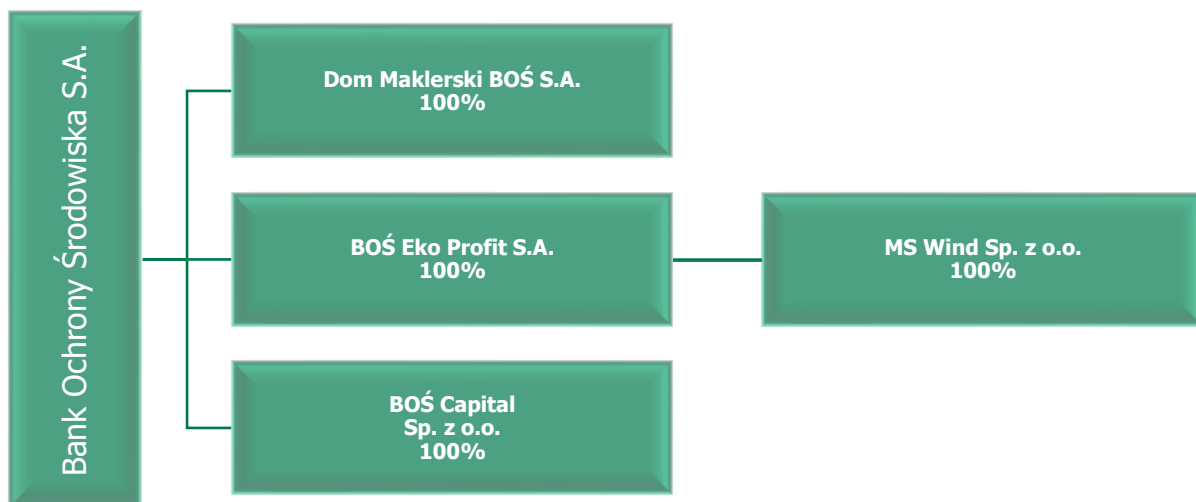 Bank Ochrony Środowiska S.A.
Dom Maklerski BOŚ S.A.
100%
BOŚ Eko Profit S.A.
100%
MS Wind Sp. z o.o.
100%
BOŚ Capital
Sp. z o.o.
100%